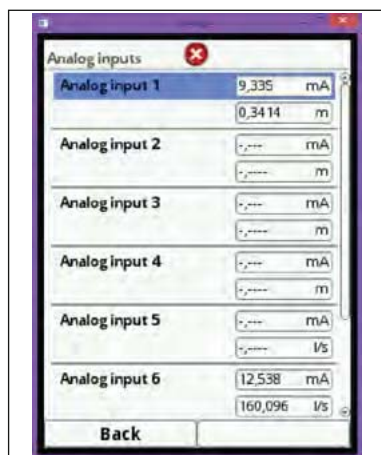 Analog inputs
Analog input 1 9,335 mA
0,3414 m
Analog input 2 -,--- mA
-,---- m
Analog input 3 -,--- mA
-,---- m
Analog input 4 -,--- mA
-,---- m
Analog input 5 -,--- mA
-,---- l/s
Analog input 6 12,538 mA
160,096 l/s
Back